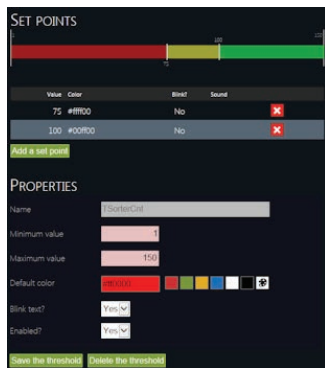 SET POINTS
100
75
Value Color Blink? Sound
75 #ffff00 No
100 #00ff00 No
Add a set point
PROPERTIES
Name TSorterCnt
Minimum value 1
Maximum value 150
Default color #ff0000
Blink text? Yes
Enabled? Yes
Save the threshold Delete the threshold